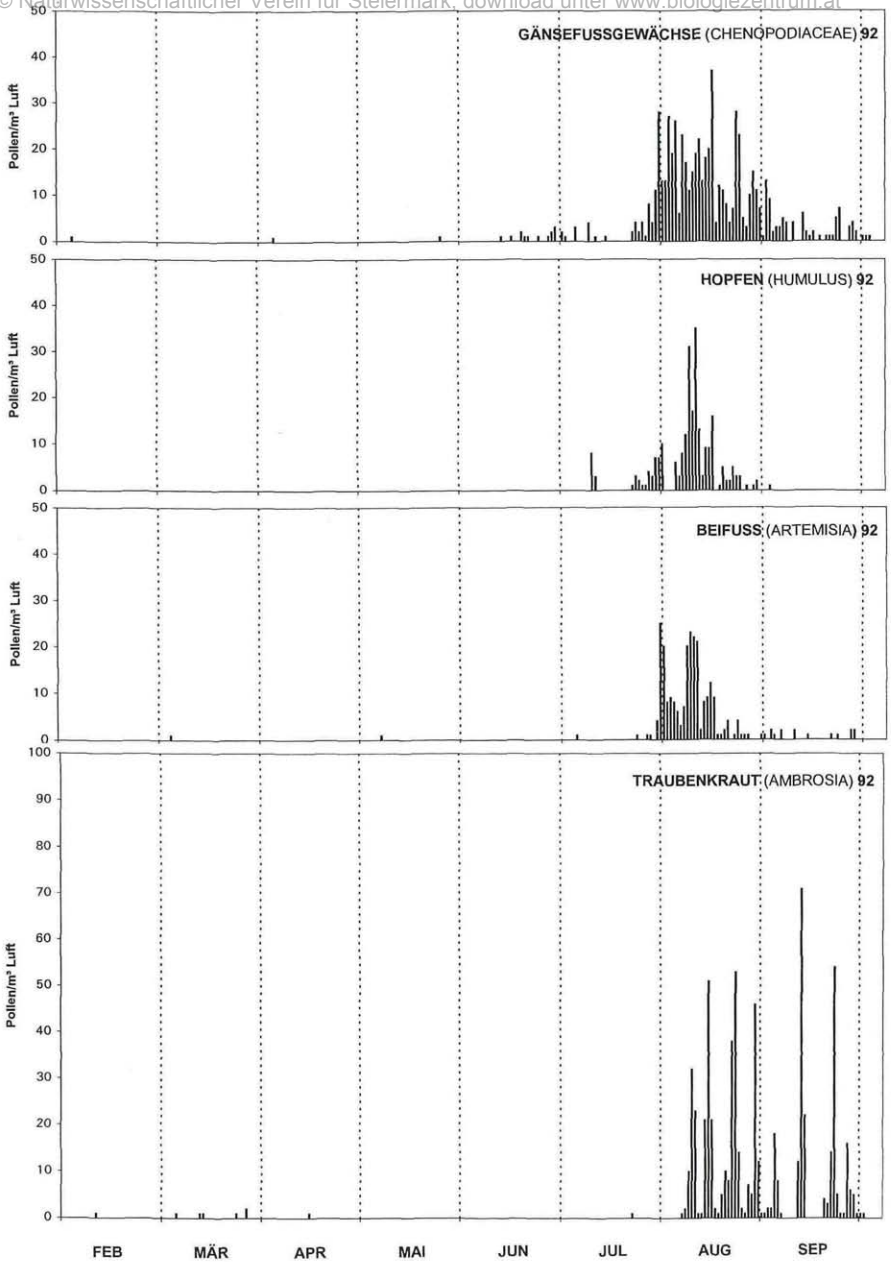 © Naturwissenschaftlicher Verein für Steiermark; download unter www.biologiezentrum.at
GÄNSEFUSSGEWÄCHSE (CHENOPODIACEAE) 92
Pollen/m³ Luft
50
40
30
20
10
0
HOPFEN (HUMULUS) 92
Pollen/m³ Luft
50
40
30
20
10
0
BEIFUSS (ARTEMISIA) 92
Pollen/m³ Luft
50
40
30
20
10
0
TRAUBENKRAUT (AMBROSIA) 92
Pollen/m³ Luft
100
90
80
70
60
50
40
30
20
10
0
FEB MÄR APR MAI JUN JUL AUG SEP